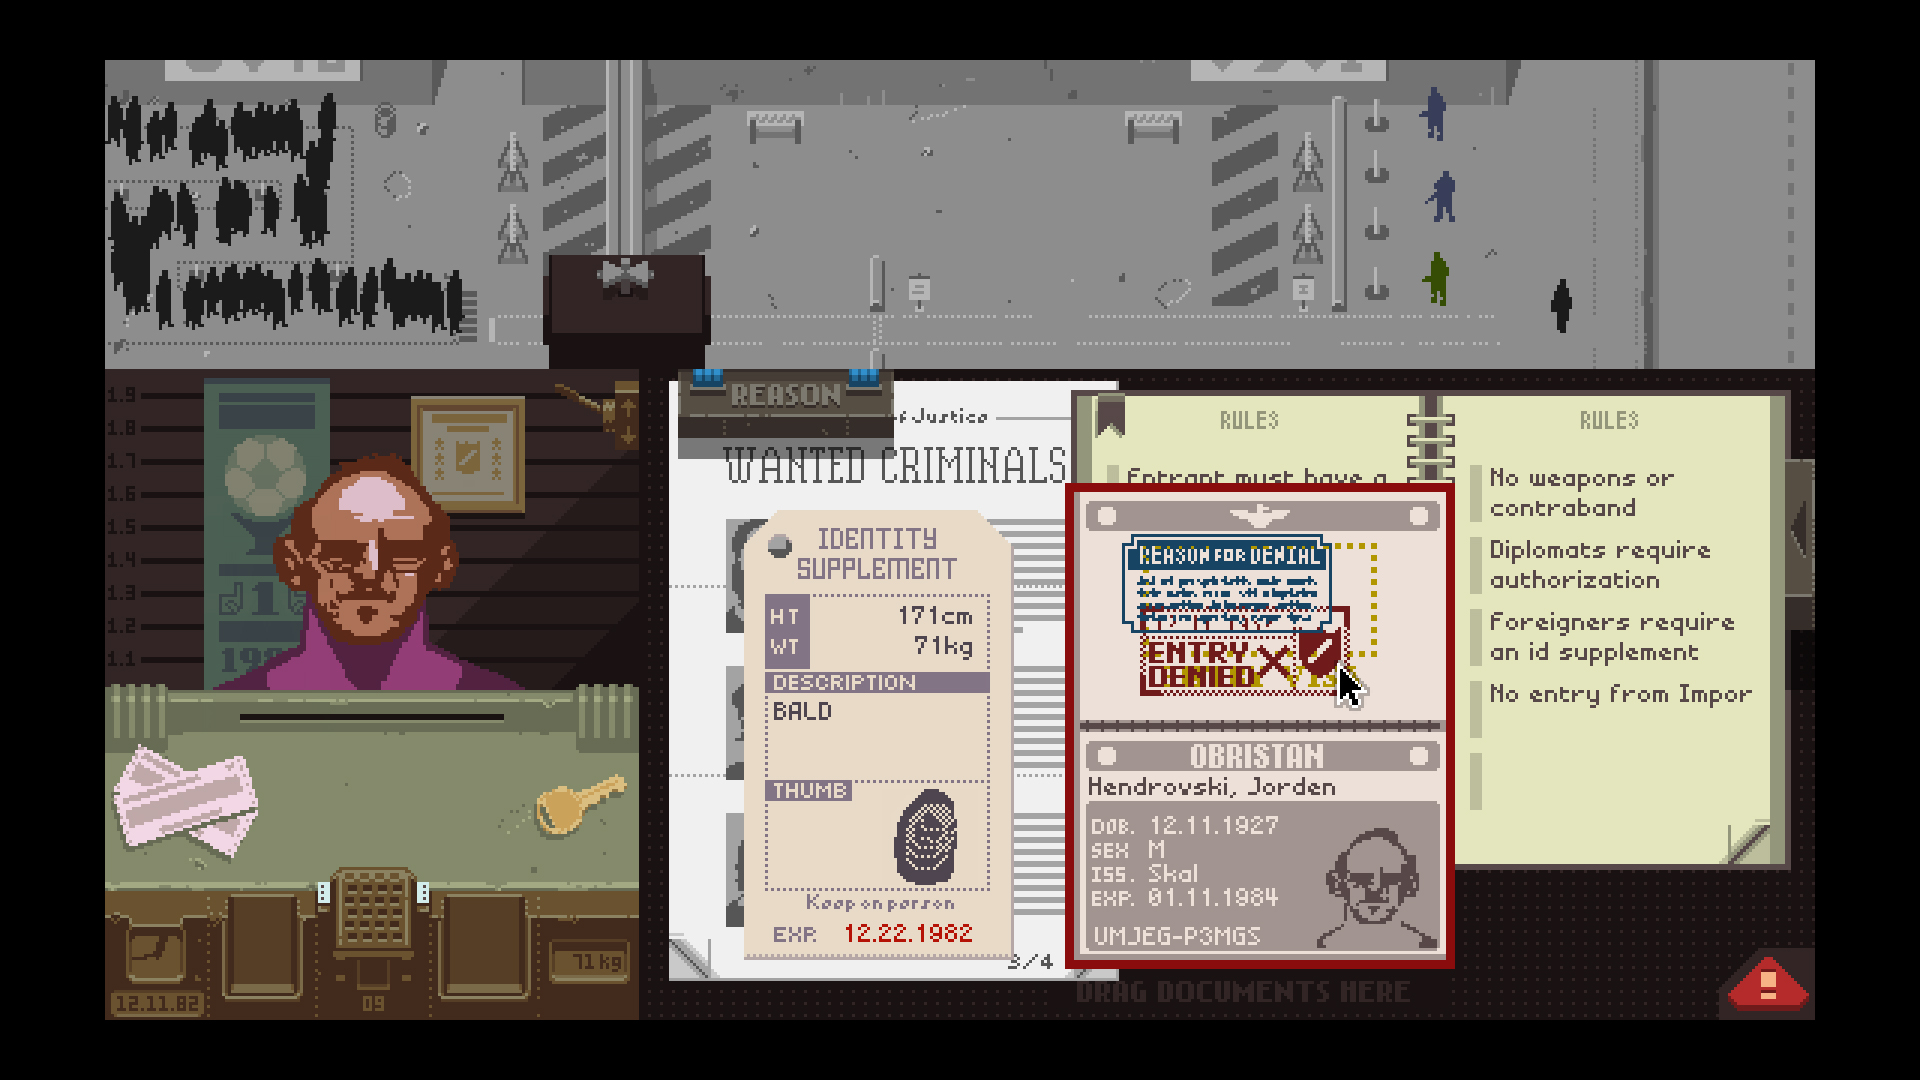 1.9
1.8
1.7
1.6
1.5
1.4
1.3
1.2
1.1
REASON
of Justice
WANTED CRIMINALS
3/4
IDENTITY
SUPPLEMENT
HT 171cm
WT 71kg
DESCRIPTION
BALD
THUMB
Keep on person
EXP. 12.22.1982
RULES
Entrant must have a
RULES
No weapons or
contraband
Diplomats require
authorization
Foreigners require
an id supplement
No entry from Impor
REASON FOR DENIAL
ENTRY
DENIED
OBRISTAN
Hendrovski, Jorden
DOB. 12.11.1927
SEX M
ISS. Skal
EXP. 01.11.1984
UMJEG-P3MGS
DRAG DOCUMENTS HERE
71kg
12.11.82
09